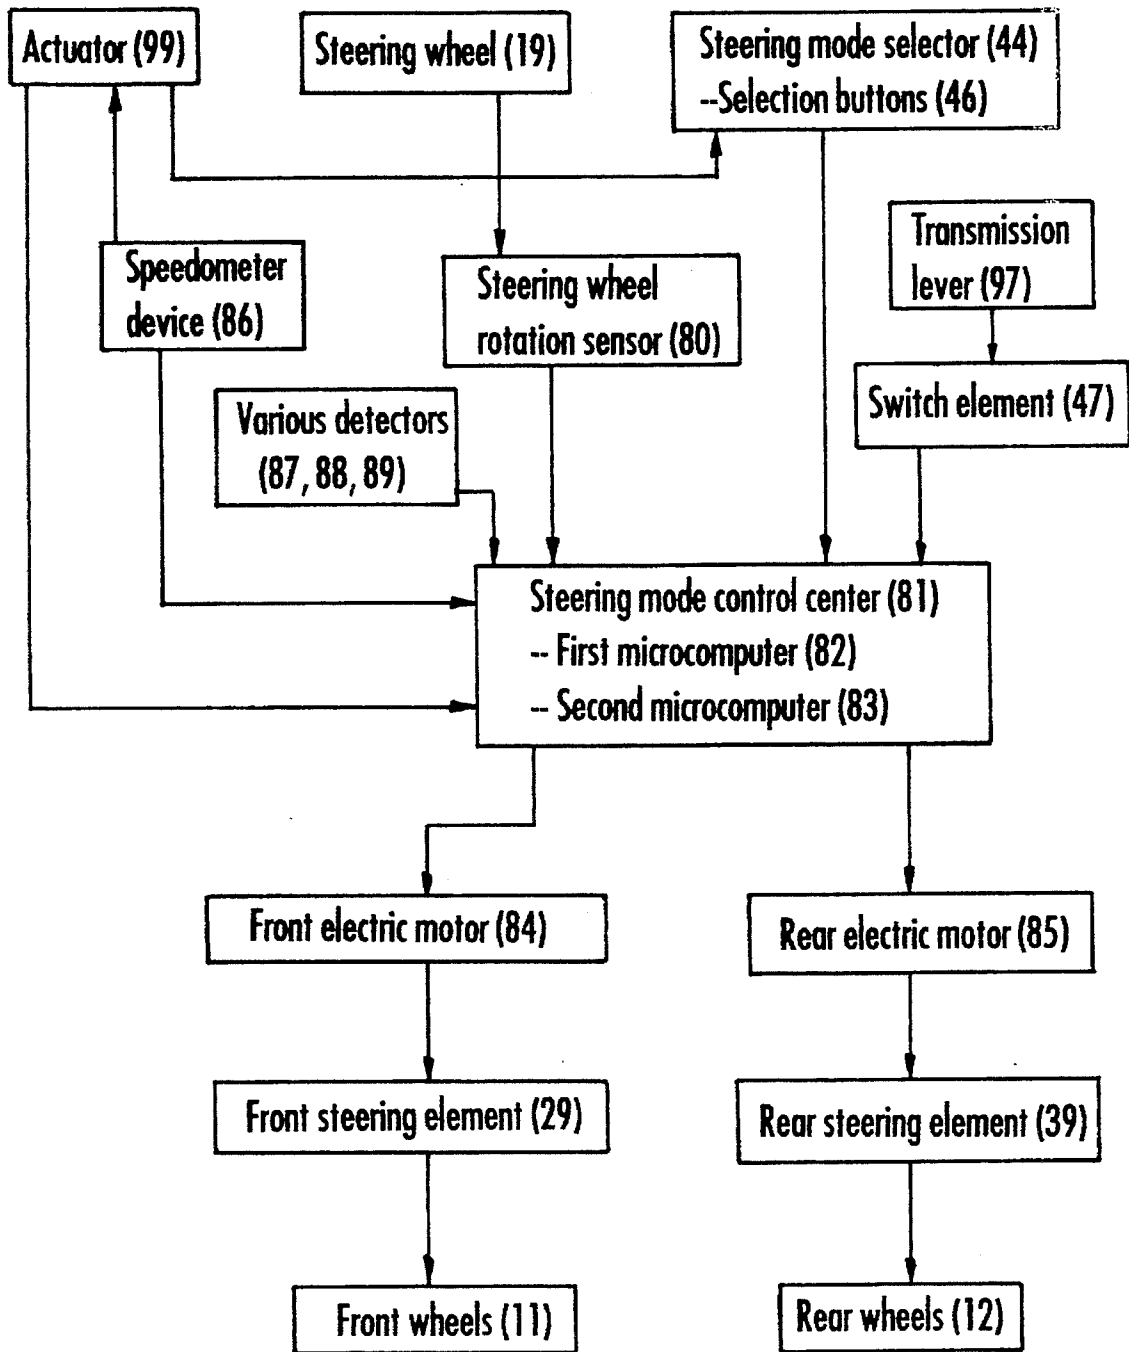 Actuator (99)
Steering wheel (19)
Steering mode selector (44)
--Selection buttons (46)
Transmission
lever (97)
Speedometer
device (86)
Steering wheel
rotation sensor (80)
Switch element (47)
Various detectors
(87, 88, 89)
Steering mode control center (81)
-- First microcomputer (82)
-- Second microcomputer (83)
Front electric motor (84)
Rear electric motor (85)
Front steering element (29)
Rear steering element (39)
Front wheels (11)
Rear wheels (12)